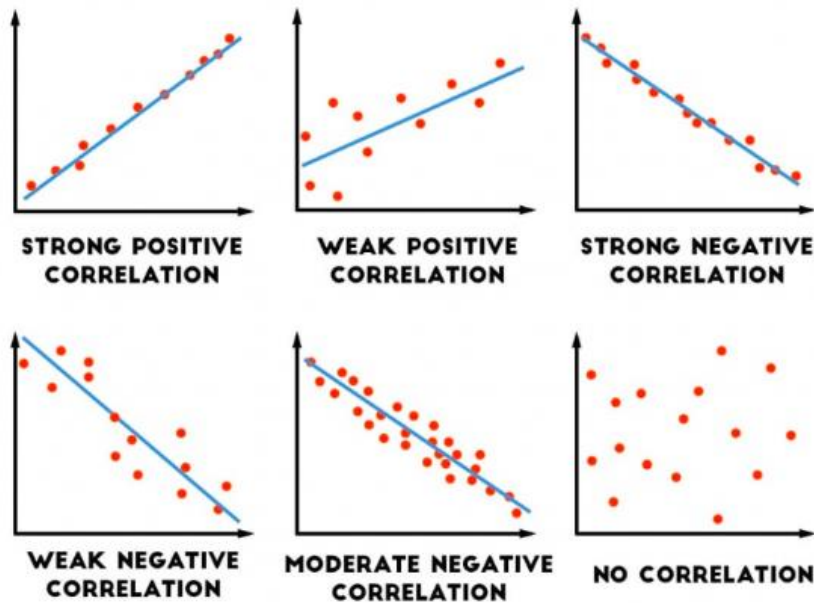 STRONG POSITIVE
CORRELATION
WEAK POSITIVE
CORRELATION
STRONG NEGATIVE
CORRELATION
WEAK NEGATIVE
CORRELATION
MODERATE NEGATIVE
CORRELATION
NO CORRELATION